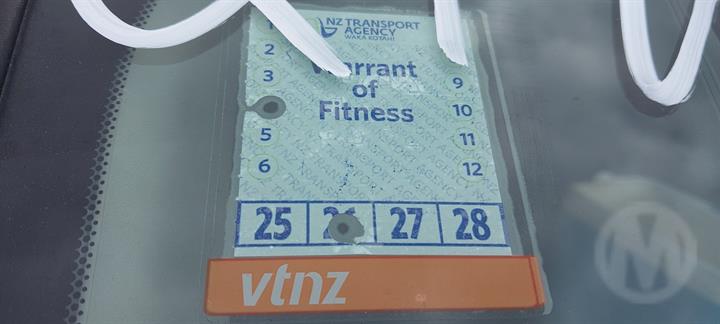 1
NZ TRANSPORT
AGENCY
WAKA KOTAHI
2
Warrant
3 of 9
Fitness 10
5 11
6 12
25 26 27 28
vtnz
M